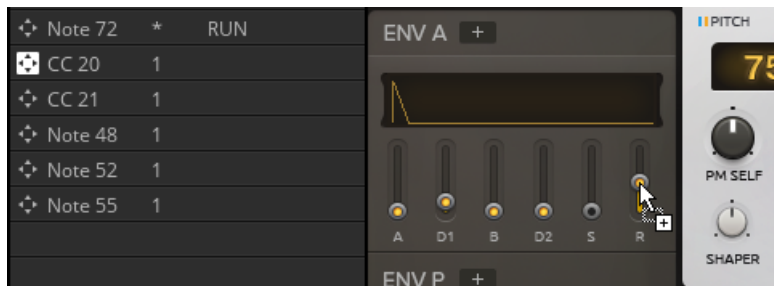 Note 72 * RUN
CC 20 1
CC 21 1
Note 48 1
Note 52 1
Note 55 1
ENV A +
A D1 B D2 S R
ENV P +
PITCH
75
PM SELF
SHAPER